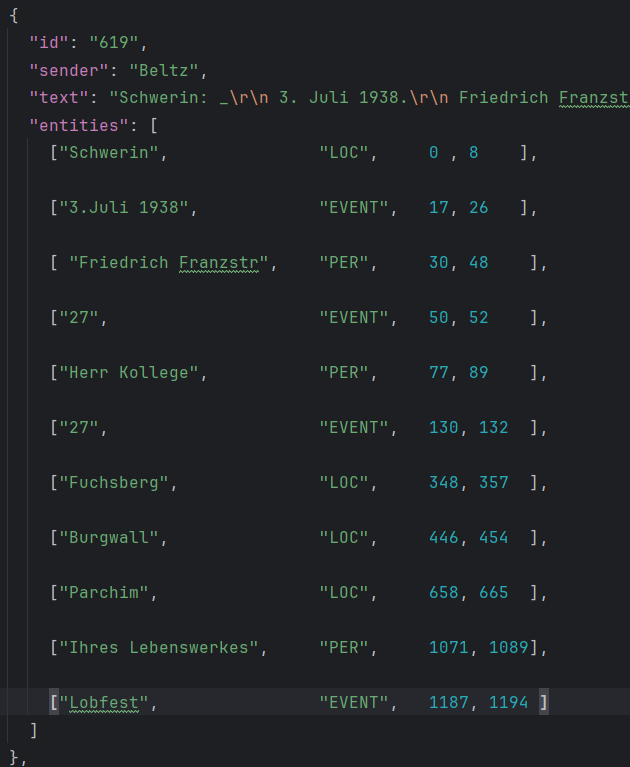 {
"id": "619",
"sender": "Beltz",
"text": "Schwerin: _\r\n 3. Juli 1938.\r\n Friedrich Franzst
"entities": [
["Schwerin", "LOC", 0 , 8 ],
["3.Juli 1938", "EVENT", 17, 26 ],
[ "Friedrich Franzstr", "PER", 30, 48 ],
["27", "EVENT", 50, 52 ],
["Herr Kollege", "PER", 77, 89 ],
["27", "EVENT", 130, 132 ],
["Fuchsberg", "LOC", 348, 357 ],
["Burgwall", "LOC", 446, 454 ],
["Parchim", "LOC", 658, 665 ],
["Ihres Lebenswerkes", "PER", 1071, 1089],
["Lobfest", "EVENT", 1187, 1194 ]
]
},